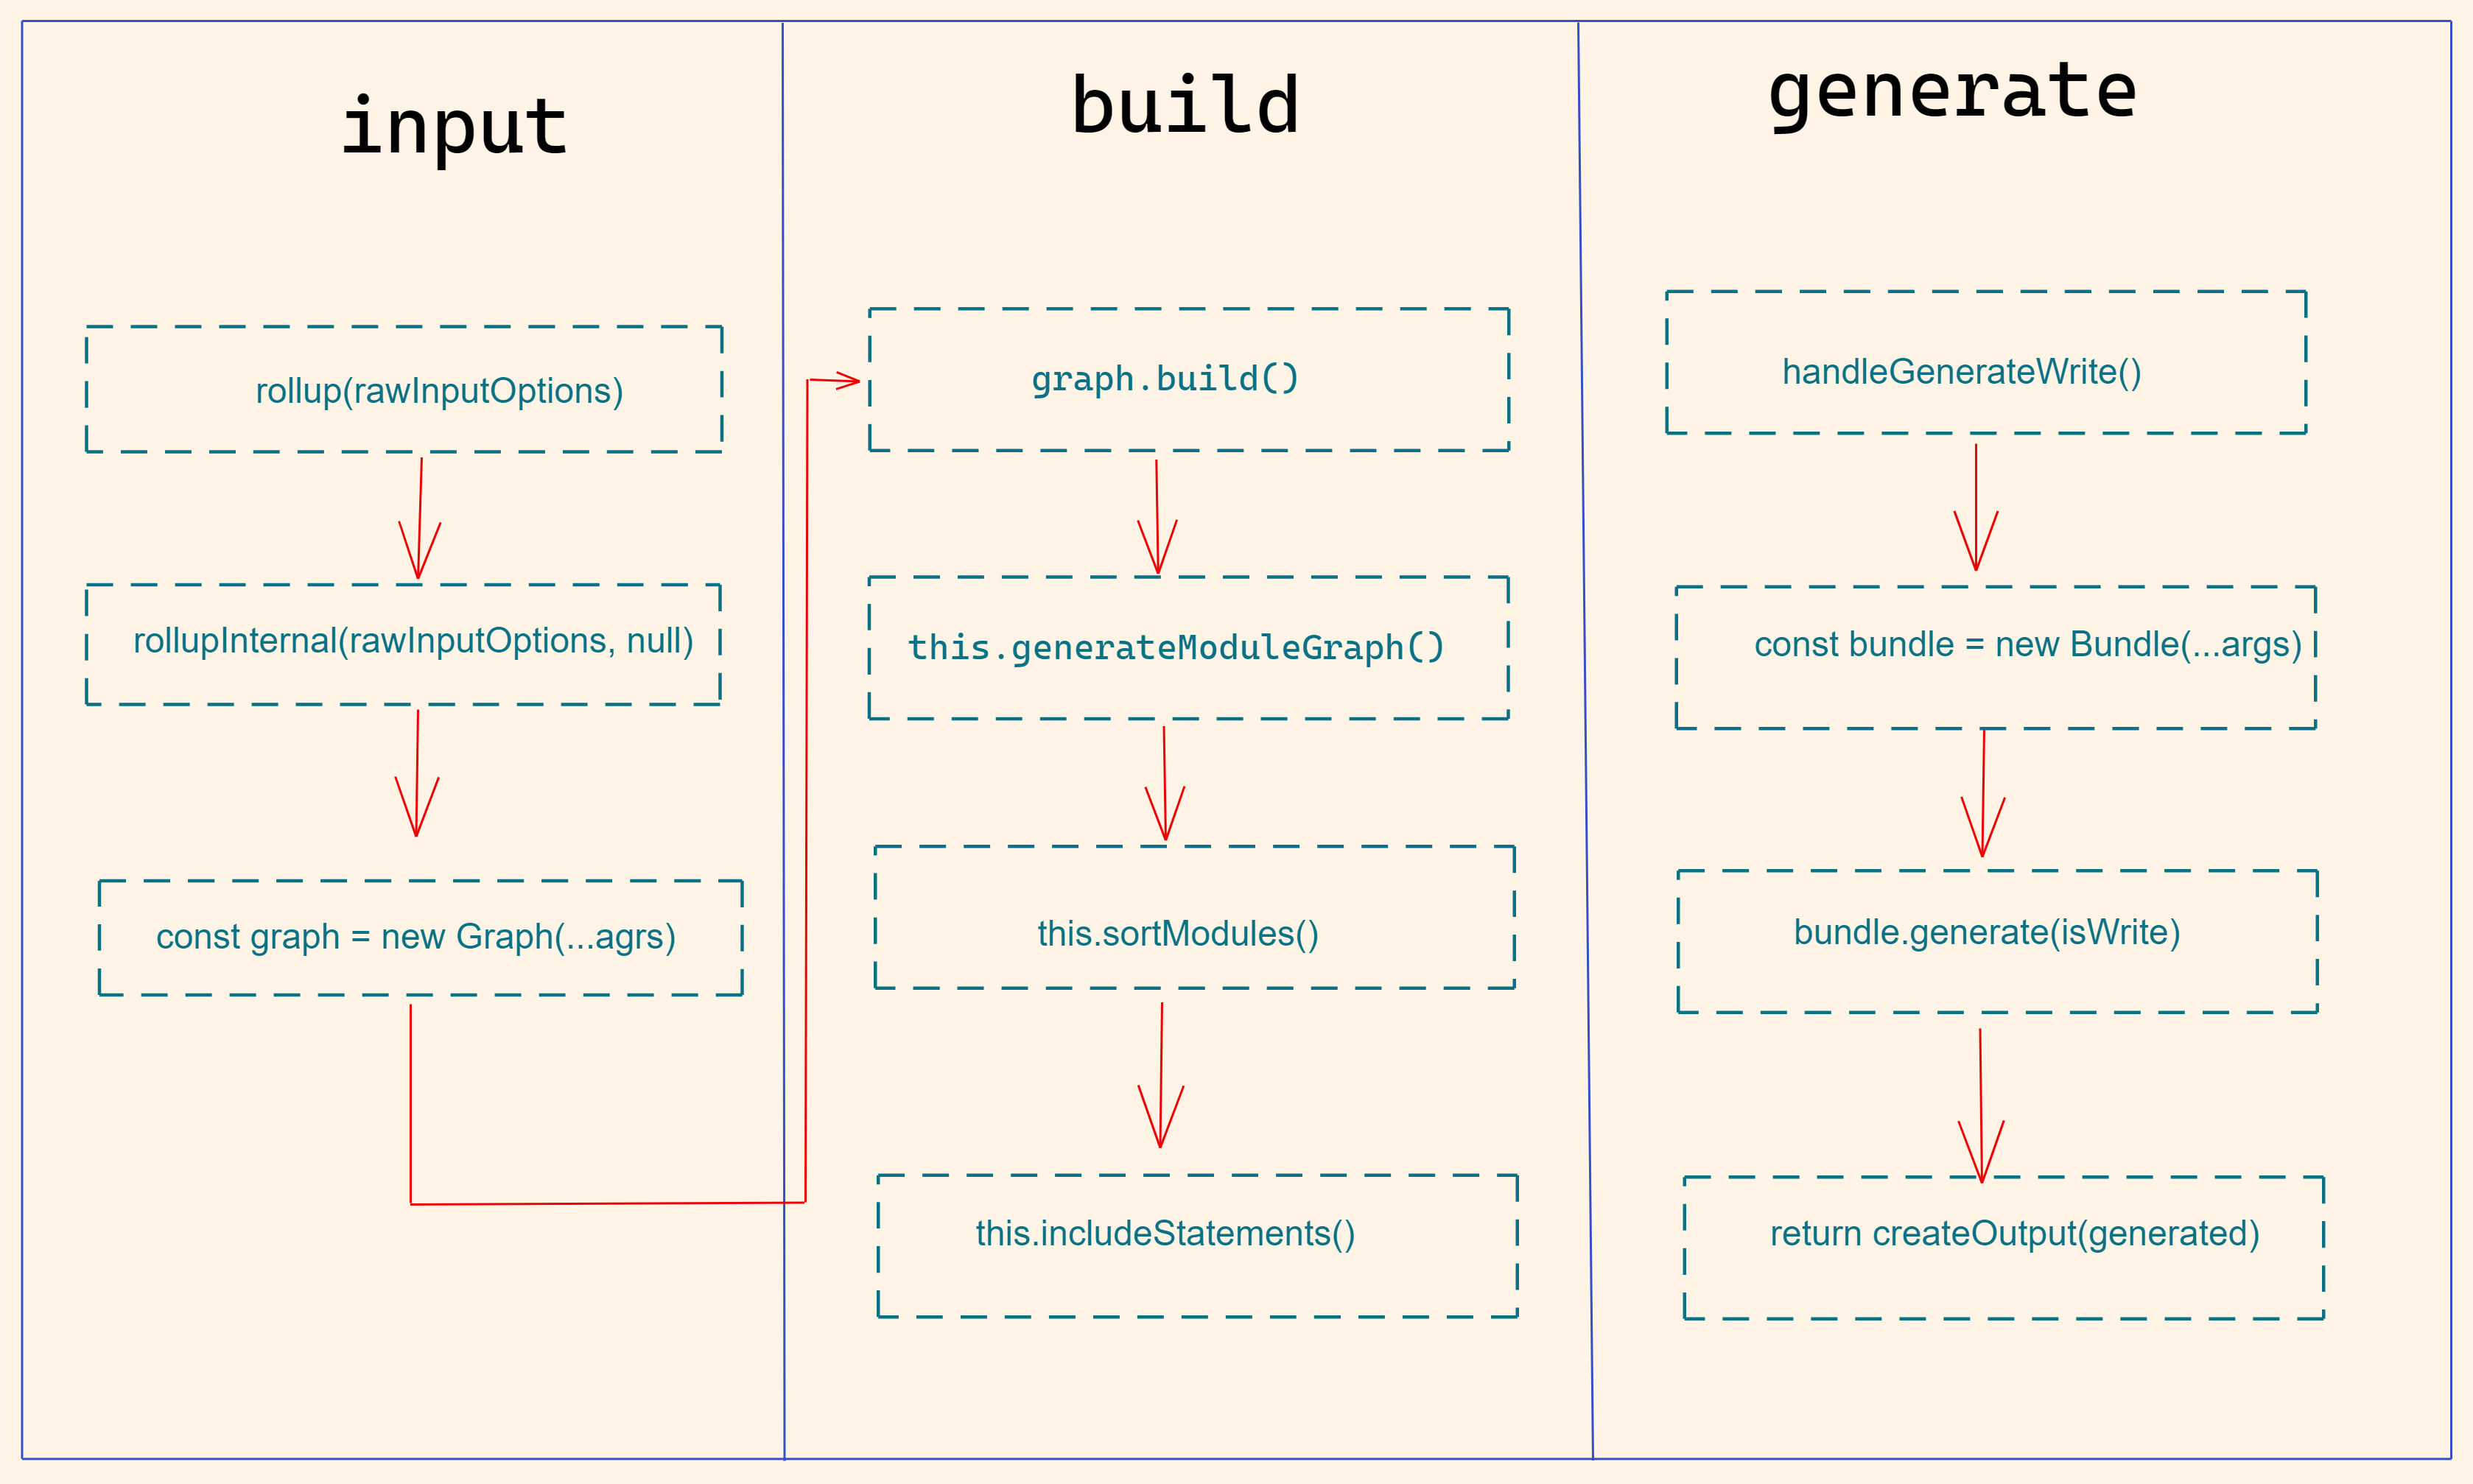 input
rollup(rawInputOptions)
rollupInternal(rawInputOptions, null)
const graph = new Graph(...agrs)
build
graph.build()
this.generateModuleGraph()
this.sortModules()
this.includeStatements()
generate
handleGenerateWrite()
const bundle = new Bundle(...args)
bundle.generate(isWrite)
return createOutput(generated)